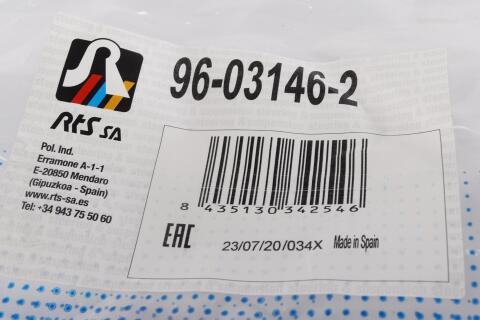 96-03146-2
RTS SA
Pol. Ind.
Erramone A-1-1
E-20850 Mendaro
(Gipuzkoa - Spain)
www.rts-sa.es
Tel: +34 943 75 50 60
8 435130 342546
EAC
23/07/20/034X Made in Spain